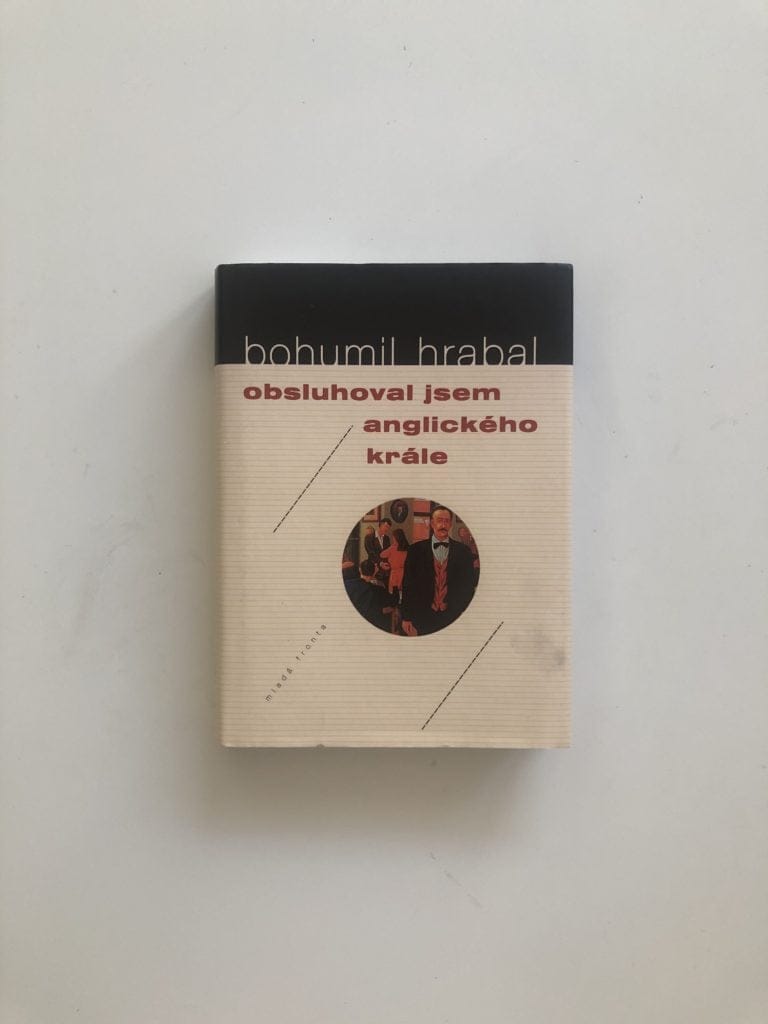 bohumil hrabal
obsluhoval jsem
anglického
krále
mladá fronta